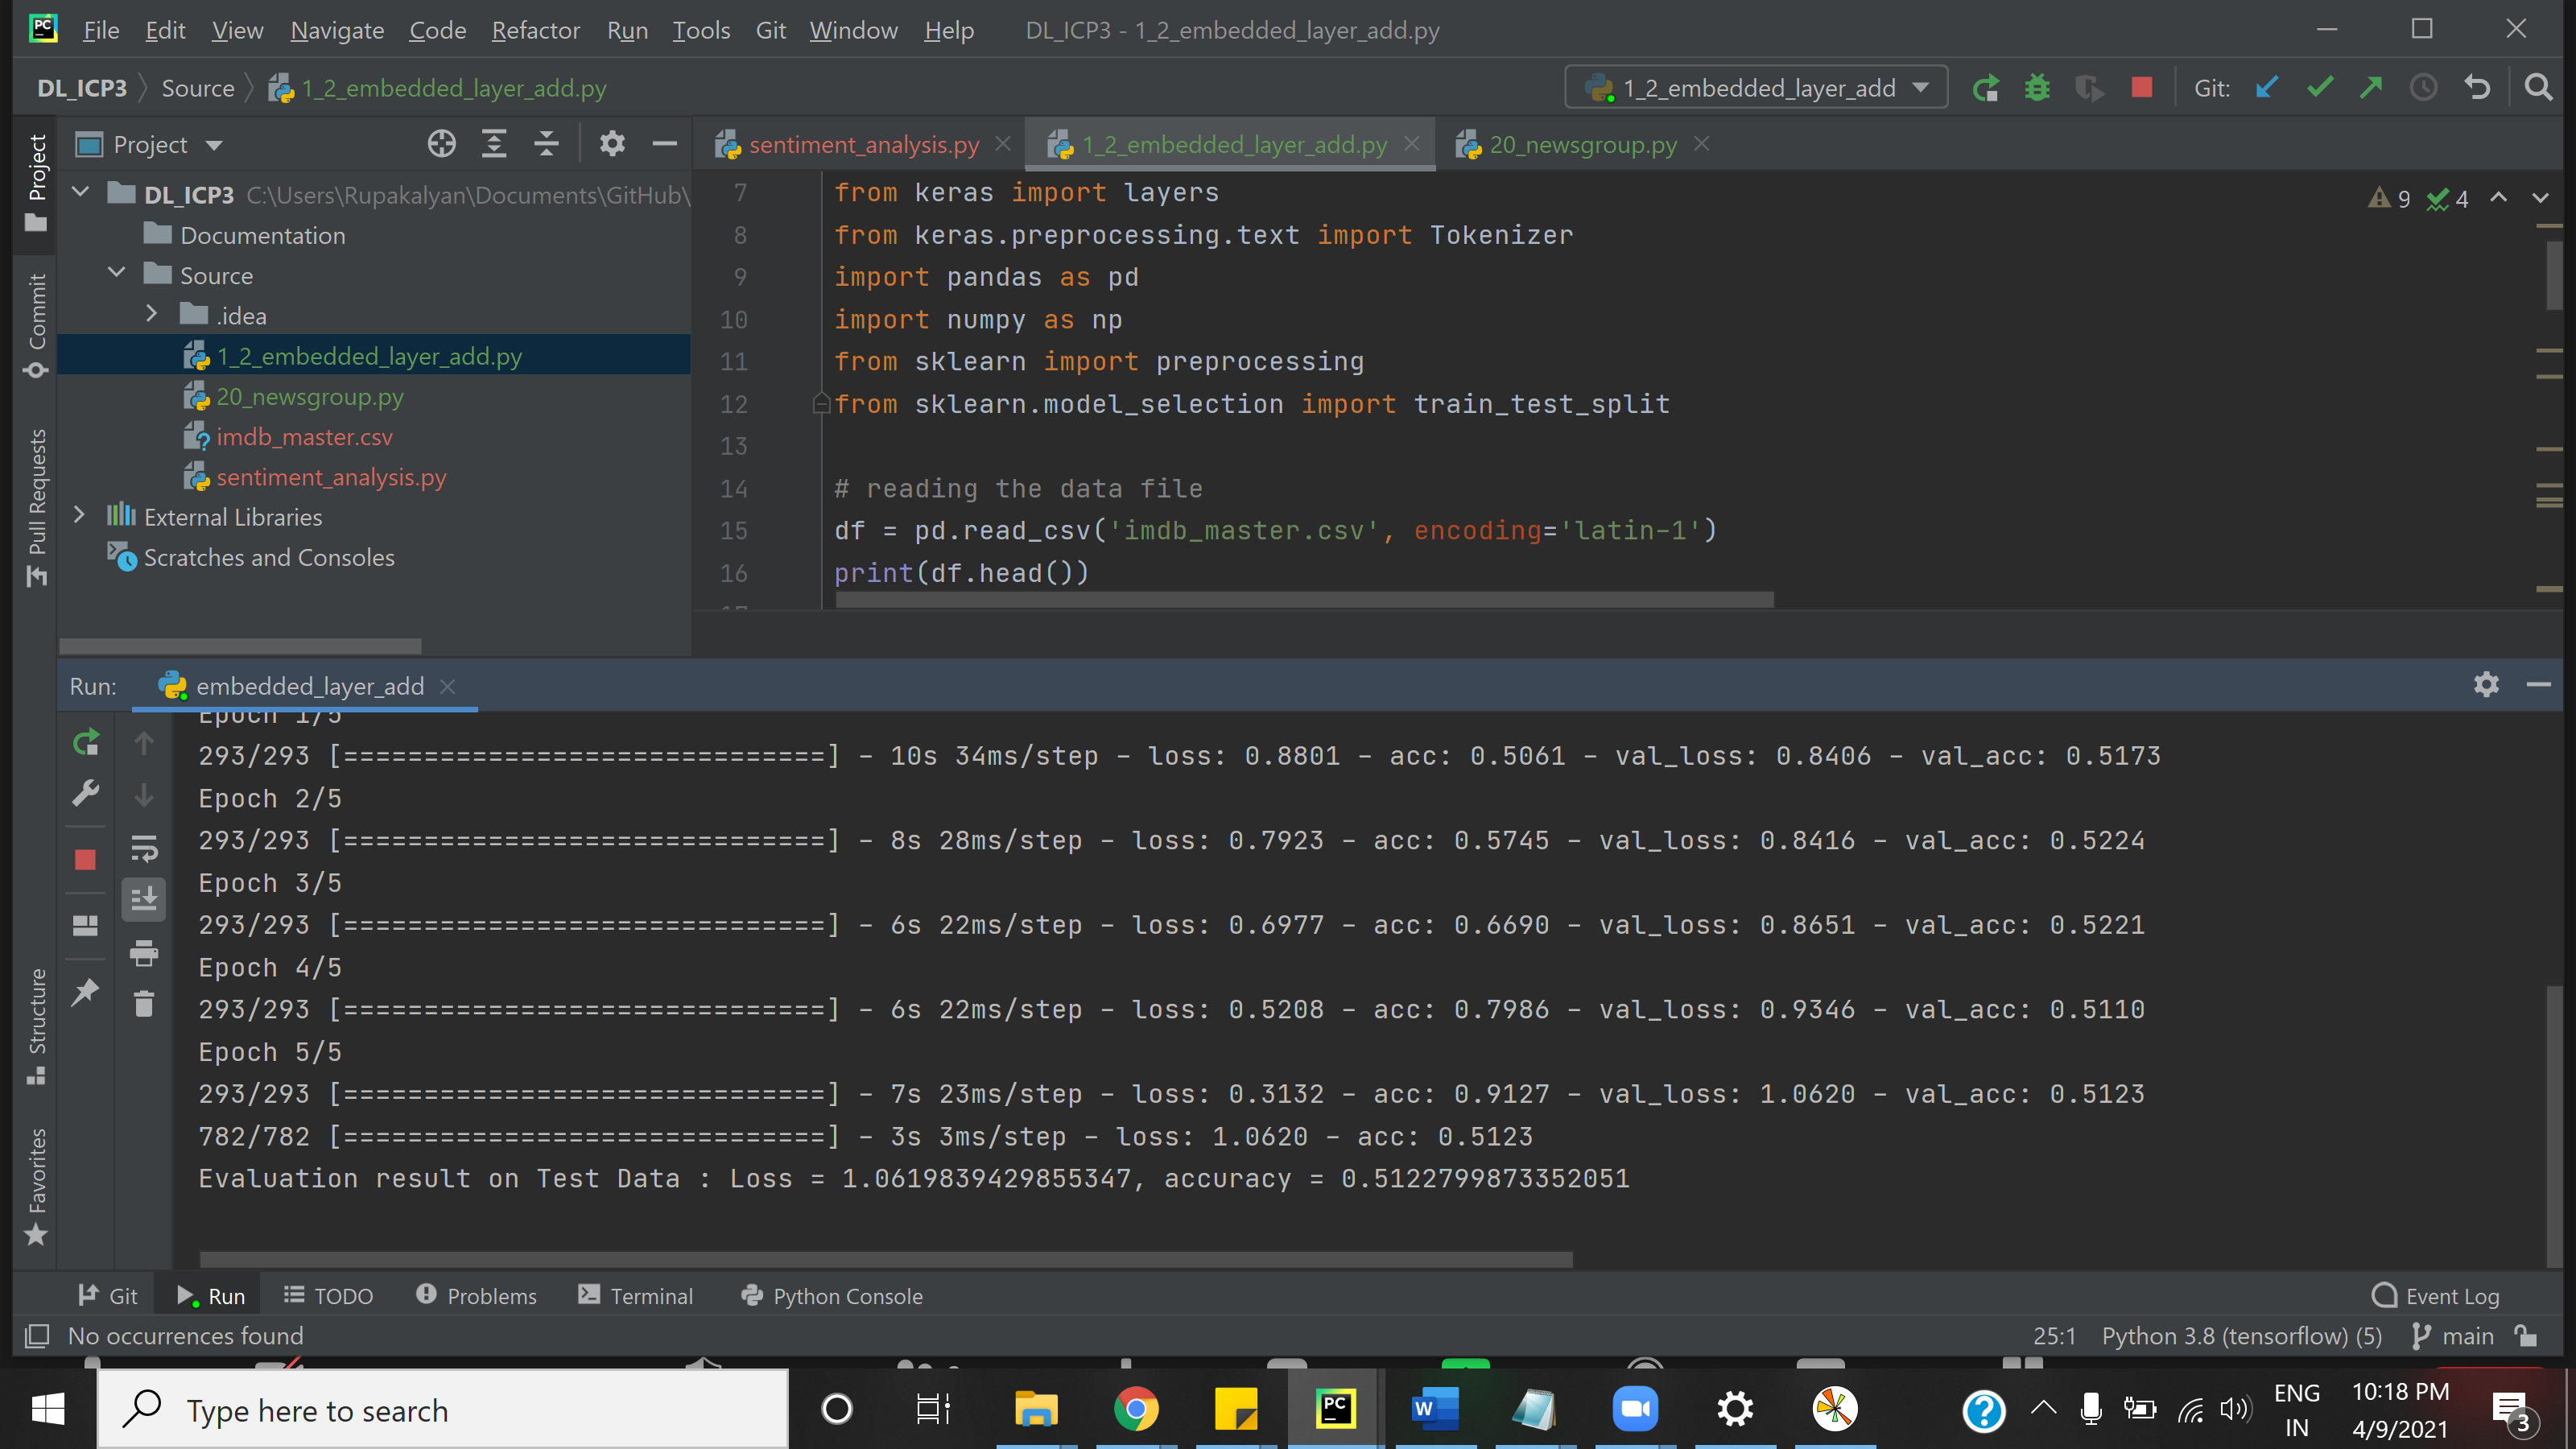 PC File Edit View Navigate Code Refactor Run Tools Git Window Help DL_ICP3 - 1_2_embedded_layer_add.py
DL_ICP3 Source 1_2_embedded_layer_add.py 1_2_embedded_layer_add Git:
Project
Commit
Pull Requests
Structure
Favorites
Project
DL_ICP3 C:\Users\Rupakalyan\Documents\GitHub\
Documentation
Source
.idea
1_2_embedded_layer_add.py
20_newsgroup.py
imdb_master.csv
sentiment_analysis.py
External Libraries
Scratches and Consoles
sentiment_analysis.py 1_2_embedded_layer_add.py 20_newsgroup.py
9 4
7 from keras import layers
8 from keras.preprocessing.text import Tokenizer
9 import pandas as pd
10 import numpy as np
11 from sklearn import preprocessing
12 from sklearn.model_selection import train_test_split
13
14 # reading the data file
15 df = pd.read_csv('imdb_master.csv', encoding='latin-1')
16 print(df.head())
17
Run: embedded_layer_add
Epoch 1/5
293/293 [==============================] - 10s 34ms/step - loss: 0.8801 - acc: 0.5061 - val_loss: 0.8406 - val_acc: 0.5173
Epoch 2/5
293/293 [==============================] - 8s 28ms/step - loss: 0.7923 - acc: 0.5745 - val_loss: 0.8416 - val_acc: 0.5224
Epoch 3/5
293/293 [==============================] - 6s 22ms/step - loss: 0.6977 - acc: 0.6690 - val_loss: 0.8651 - val_acc: 0.5221
Epoch 4/5
293/293 [==============================] - 6s 22ms/step - loss: 0.5208 - acc: 0.7986 - val_loss: 0.9346 - val_acc: 0.5110
Epoch 5/5
293/293 [==============================] - 7s 23ms/step - loss: 0.3132 - acc: 0.9127 - val_loss: 1.0620 - val_acc: 0.5123
782/782 [==============================] - 3s 3ms/step - loss: 1.0620 - acc: 0.5123
Evaluation result on Test Data : Loss = 1.0619839429855347, accuracy = 0.5122799873352051
Git Run TODO Problems Terminal Python Console Event Log
No occurrences found 25:1 Python 3.8 (tensorflow) (5) main
Type here to search PC W ENG 10:18 PM
IN 4/9/2021 3